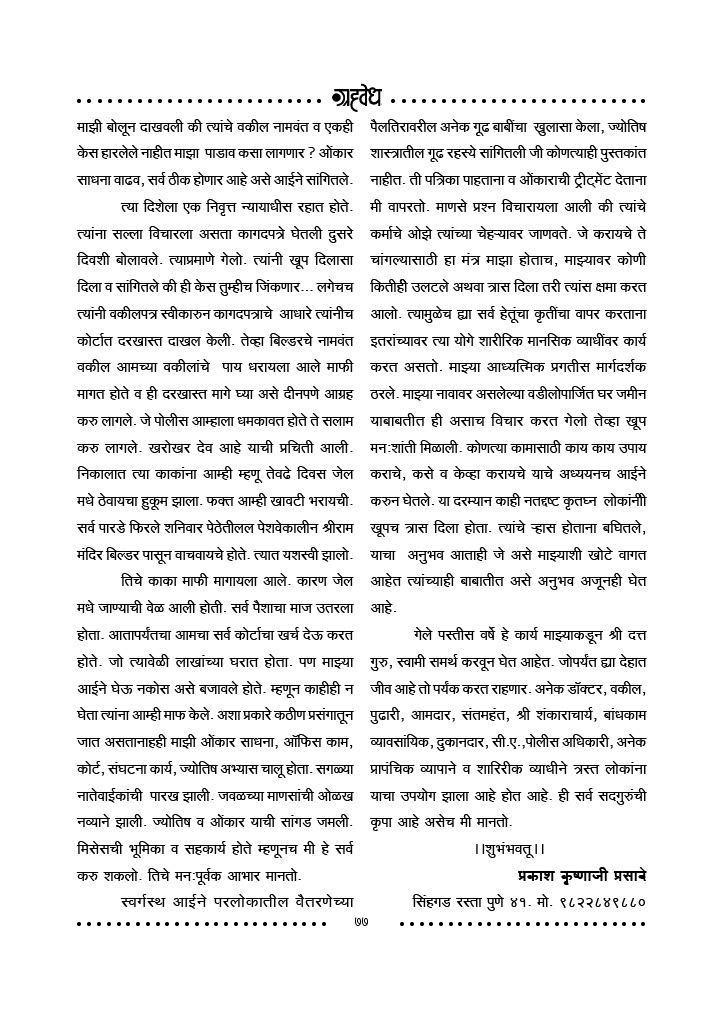 ग्रहवेध
माझी बोलून दाखवली की त्यांचे वकील नामवंत व एकही
केस हारलेले नाहीत माझा पाडाव कसा लागणार ? ओंकार
साधना वाढव, सर्व ठीक होणार आहे असे आईने सांगितले.
त्या दिशेला एक निवृत्त न्यायाधीस रहात होते.
त्यांना सल्ला विचारला असता कागदपत्रे घेतली दुसरे
दिवशी बोलावले. त्याप्रमाणे गेलो. त्यांनी खूप दिलासा
दिला व सांगितले की ही केस तुम्हीच जिंकणार... लगेचच
त्यांनी वकीलपत्र स्वीकारुन कागदपत्राचे आधारे त्यांनीच
कोर्टात दरखास्त दाखल केली. तेव्हा बिल्डरचे नामवंत
वकील आमच्या वकीलांचे पाय धरायला आले माफी
मागत होते व ही दरखास्त मागे घ्या असे दीनपणे आग्रह
करु लागले. जे पोलीस आम्हाला धमकावत होते ते सलाम
करु लागले. खरोखर देव आहे याची प्रचिती आली.
निकालात त्या काकांना आम्ही म्हणू तेवढे दिवस जेल
मधे ठेवायचा हुकूम झाला. फक्त आम्ही खावटी भरायची.
सर्व पारडे फिरले शनिवार पेठेतीलल पेशवेकालीन श्रीराम
मंदिर बिल्डर पासून वाचवायचे होते. त्यात यशस्वी झालो.
तिचे काका माफी मागायला आले. कारण जेल
मधे जाण्याची वेळ आली होती. सर्व पैशाचा माज उतरला
होता. आतापर्यंतचा आमचा सर्व कोर्टाचा खर्च देऊ करत
होते. जो त्यावेळी लाखांच्या घरात होता. पण माझ्या
आईने घेऊ नकोस असे बजावले होते. म्हणून काहीही न
घेता त्यांना आम्ही माफ केले. अशा प्रकारे कठीण प्रसंगातून
जात असतानाहही माझी ओंकार साधना, ऑफिस काम,
कोर्ट, संघटना कार्य, ज्योतिष अभ्यास चालू होता. सगळ्या
नातेवाईकांची पारख झाली. जवळच्या माणसांची ओळख
नव्याने झाली. ज्योतिष व ओंकार याची सांगड जमली.
मिसेसची भूमिका व सहकार्य होते म्हणूनच मी हे सर्व
करु शकलो. तिचे मन:पूर्वक आभार मानतो.
स्वर्गस्थ आईने परलोकातील वैतरणेच्या
पैलतिरावरील अनेक गूढ बाबींचा खुलासा केला, ज्योतिष
शास्त्रातील गूढ रहस्ये सांगितली जी कोणत्याही पुस्तकांत
नाहीत. ती पत्रिका पाहताना व ओंकाराची ट्रीट्मेंट देताना
मी वापरतो. माणसे प्रश्न विचारायला आली की त्यांचे
कर्माचे ओझे त्यांच्या चेहऱ्यावर जाणवते. जे करायचे ते
चांगल्यासाठी हा मंत्र माझा होताच, माझ्यावर कोणी
कितीही उलटले अथवा त्रास दिला तरी त्यांस क्षमा करत
आलो. त्यामुळेच ह्या सर्व हेतूंचा कृतींचा वापर करताना
इतरांच्यावर त्या योगे शारीरिक मानसिक व्याधींवर कार्य
करत असतो. माझ्या आध्यत्मिक प्रगतीस मार्गदर्शक
ठरले. माझ्या नावावर असलेल्या वडीलोपार्जित घर जमीन
याबाबतीत ही असाच विचार करत गेलो तेव्हा खूप
मन:शांती मिळाली. कोणत्या कामासाठी काय काय उपाय
कराचे, कसे व केव्हा करायचे याचे अध्ययनच आईने
करुन घेतले. या दरम्यान काही नतद्दष्ट कृतघ्न लोकांनीी
खूपच त्रास दिला होता. त्यांचे ऱ्हास होताना बघितले,
याचा अनुभव आताही जे असे माझ्याशी खोटे वागत
आहेत त्यांच्याही बाबातीत असे अनुभव अजूनही घेत
आहे.
गेले पस्तीस वर्षे हे कार्य माझ्याकडून श्री दत्त
गुरु, स्वामी समर्थ करवून घेत आहेत. जोपर्यंत ह्या देहात
जीव आहे तो पर्यंक करत राहणार. अनेक डॉक्टर, वकील,
पुढारी, आमदार, संतमहंत, श्री शंकाराचार्य, बांधकाम
व्यावसांयिक, दुकानदार, सी.ए.,पोलीस अधिकारी, अनेक
प्रापंचिक व्यापाने व शारिरीक व्याधीने त्रस्त लोकांना
याचा उपयोग झाला आहे होत आहे. ही सर्व सदगुरुंची
कृपा आहे असेच मी मानतो.
।।शुभंभवतू।।
प्रकाश कृष्णाजी प्रसादे
सिंहगड रस्ता पुणे ४१. मो. ९८२२८४९८८०
७७